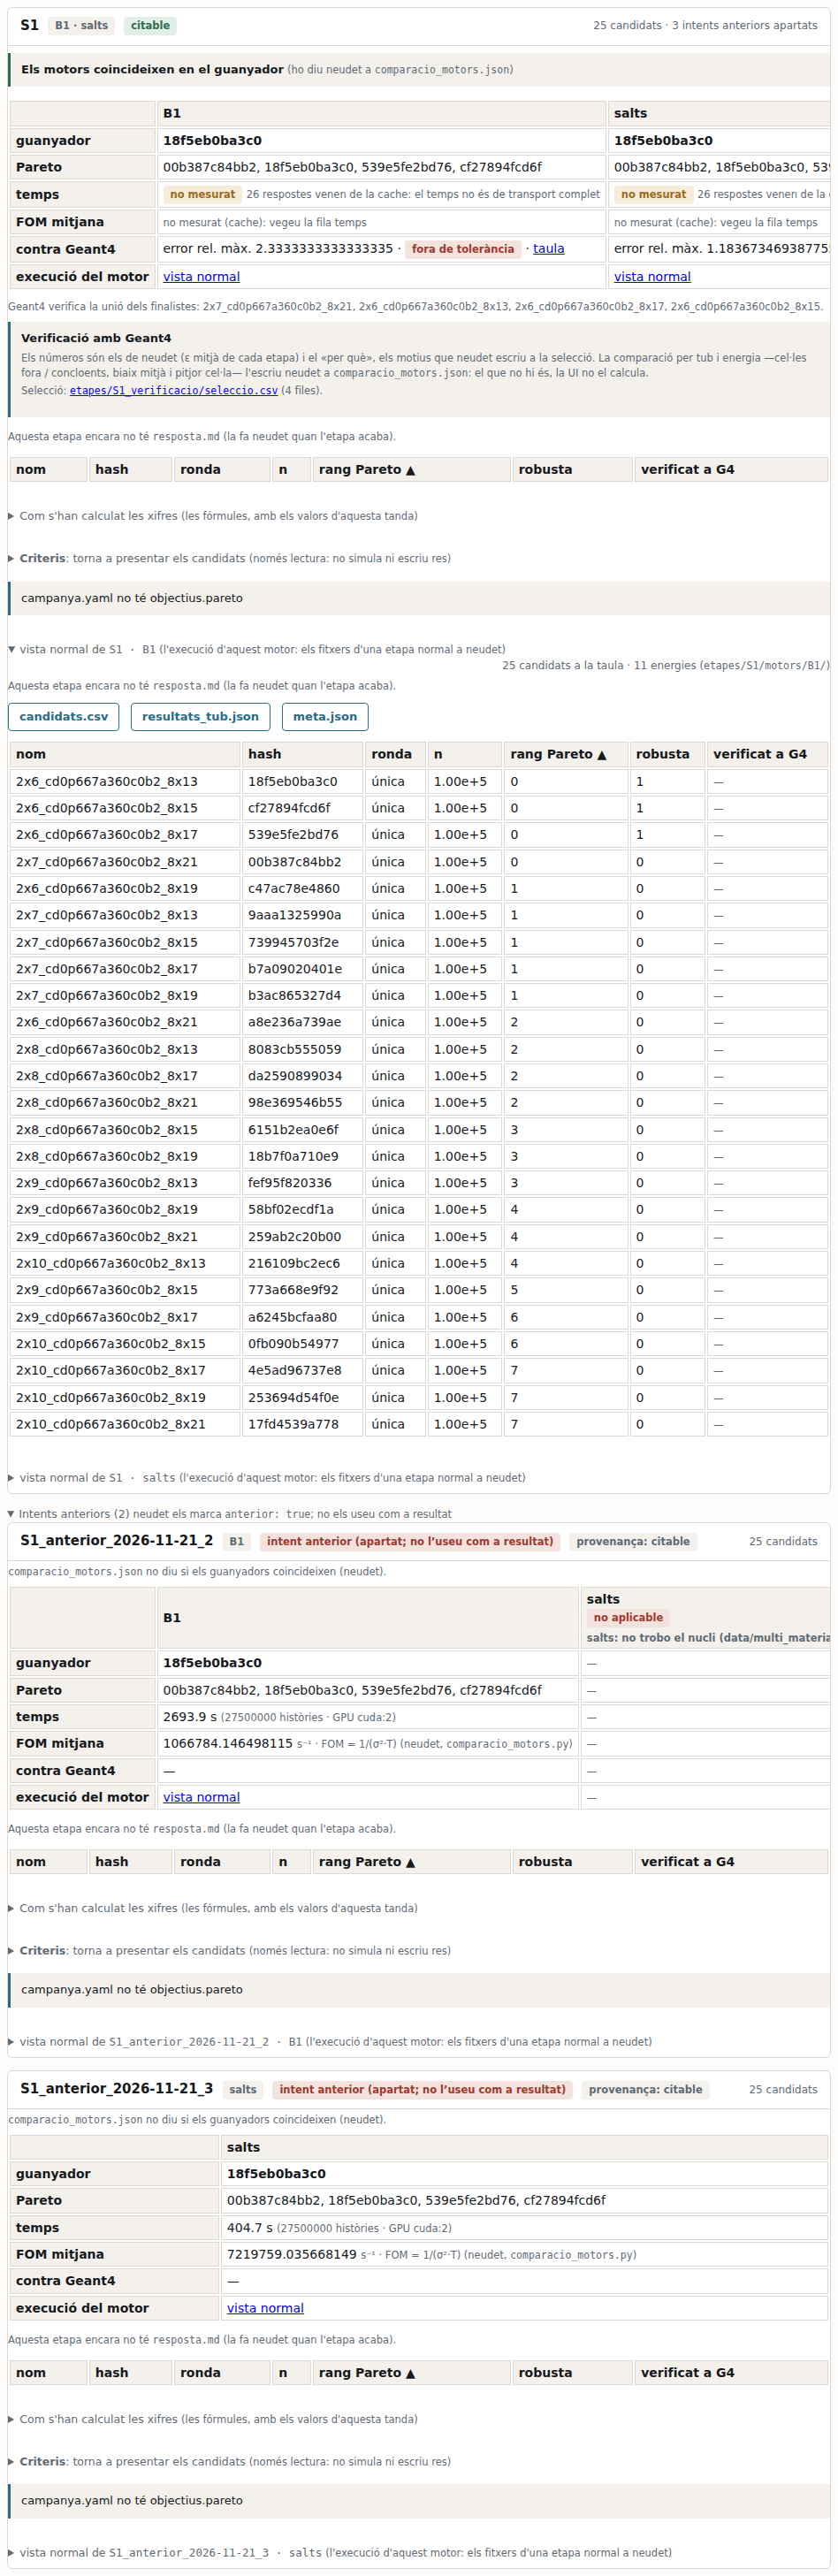 S1 B1 · salts citable 25 candidats · 3 intents anteriors apartats
Els motors coincideixen en el guanyador (ho diu neudet a comparacio_motors.json)
B1 salts
guanyador 18f5eb0ba3c0 18f5eb0ba3c0
Pareto 00b387c84bb2, 18f5eb0ba3c0, 539e5fe2bd76, cf27894fcd6f 00b387c84bb2, 18f5eb0ba3c0, 539
temps no mesurat 26 respostes venen de la cache: el temps no és de transport complet no mesurat 26 respostes venen de la
FOM mitjana no mesurat (cache): vegeu la fila temps no mesurat (cache): vegeu la fila temps
contra Geant4 error rel. màx. 2.3333333333333335 · fora de tolerància · taula error rel. màx. 1.183673469387755
execució del motor vista normal vista normal
Geant4 verifica la unió dels finalistes: 2x7_cd0p667a360c0b2_8x21, 2x6_cd0p667a360c0b2_8x13, 2x6_cd0p667a360c0b2_8x17, 2x6_cd0p667a360c0b2_8x15.
Verificació amb Geant4
Els números són els de neudet (ε mitjà de cada etapa) i el «per què», els motius que neudet escriu a la selecció. La comparació per tub i energia —cel·les
fora / concloents, biaix mitjà i pitjor cel·la— l'escriu neudet a comparacio_motors.json: el que no hi és, la UI no el calcula.
Selecció: etapes/S1_verificacio/seleccio.csv (4 files).
Aquesta etapa encara no té resposta.md (la fa neudet quan l'etapa acaba).
nom hash ronda n rang Pareto ▲ robusta verificat a G4
▶ Com s'han calculat les xifres (les fórmules, amb els valors d'aquesta tanda)
▶ Criteris: torna a presentar els candidats (només lectura: no simula ni escriu res)
campanya.yaml no té objectius.pareto
▼ vista normal de S1 · B1 (l'execució d'aquest motor: els fitxers d'una etapa normal a neudet)
25 candidats a la taula · 11 energies (etapes/S1/motors/B1/)
Aquesta etapa encara no té resposta.md (la fa neudet quan l'etapa acaba).
candidats.csv resultats_tub.json meta.json
nom hash ronda n rang Pareto ▲ robusta verificat a G4
2x6_cd0p667a360c0b2_8x13 18f5eb0ba3c0 única 1.00e+5 0 1 —
2x6_cd0p667a360c0b2_8x15 cf27894fcd6f única 1.00e+5 0 1 —
2x6_cd0p667a360c0b2_8x17 539e5fe2bd76 única 1.00e+5 0 1 —
2x7_cd0p667a360c0b2_8x21 00b387c84bb2 única 1.00e+5 0 0 —
2x6_cd0p667a360c0b2_8x19 c47ac78e4860 única 1.00e+5 1 0 —
2x7_cd0p667a360c0b2_8x13 9aaa1325990a única 1.00e+5 1 0 —
2x7_cd0p667a360c0b2_8x15 739945703f2e única 1.00e+5 1 0 —
2x7_cd0p667a360c0b2_8x17 b7a09020401e única 1.00e+5 1 0 —
2x7_cd0p667a360c0b2_8x19 b3ac865327d4 única 1.00e+5 1 0 —
2x6_cd0p667a360c0b2_8x21 a8e236a739ae única 1.00e+5 2 0 —
2x8_cd0p667a360c0b2_8x13 8083cb555059 única 1.00e+5 2 0 —
2x8_cd0p667a360c0b2_8x17 da2590899034 única 1.00e+5 2 0 —
2x8_cd0p667a360c0b2_8x21 98e369546b55 única 1.00e+5 2 0 —
2x8_cd0p667a360c0b2_8x15 6151b2ea0e6f única 1.00e+5 3 0 —
2x8_cd0p667a360c0b2_8x19 18b7f0a710e9 única 1.00e+5 3 0 —
2x9_cd0p667a360c0b2_8x13 fef95f820336 única 1.00e+5 3 0 —
2x9_cd0p667a360c0b2_8x19 58bf02ecdf1a única 1.00e+5 4 0 —
2x9_cd0p667a360c0b2_8x21 259ab2c20b00 única 1.00e+5 4 0 —
2x10_cd0p667a360c0b2_8x13 216109bc2ec6 única 1.00e+5 4 0 —
2x9_cd0p667a360c0b2_8x15 773a668e9f92 única 1.00e+5 5 0 —
2x9_cd0p667a360c0b2_8x17 a6245bcfaa80 única 1.00e+5 6 0 —
2x10_cd0p667a360c0b2_8x15 0fb090b54977 única 1.00e+5 6 0 —
2x10_cd0p667a360c0b2_8x17 4e5ad96737e8 única 1.00e+5 7 0 —
2x10_cd0p667a360c0b2_8x19 253694d54f0e única 1.00e+5 7 0 —
2x10_cd0p667a360c0b2_8x21 17fd4539a778 única 1.00e+5 7 0 —
▶ vista normal de S1 · salts (l'execució d'aquest motor: els fitxers d'una etapa normal a neudet)
▼ Intents anteriors (2) neudet els marca anterior: true; no els useu com a resultat
S1_anterior_2026-11-21_2 B1 intent anterior (apartat; no l’useu com a resultat) provenança: citable 25 candidats
comparacio_motors.json no diu si els guanyadors coincideixen (neudet).
B1 salts
no aplicable
salts: no trobo el nucli (data/multi_materia
guanyador 18f5eb0ba3c0 —
Pareto 00b387c84bb2, 18f5eb0ba3c0, 539e5fe2bd76, cf27894fcd6f —
temps 2693.9 s (27500000 històries · GPU cuda:2) —
FOM mitjana 1066784.146498115 s⁻¹ · FOM = 1/(σ²·T) (neudet, comparacio_motors.py) —
contra Geant4 — —
execució del motor vista normal —
Aquesta etapa encara no té resposta.md (la fa neudet quan l'etapa acaba).
nom hash ronda n rang Pareto ▲ robusta verificat a G4
▶ Com s'han calculat les xifres (les fórmules, amb els valors d'aquesta tanda)
▶ Criteris: torna a presentar els candidats (només lectura: no simula ni escriu res)
campanya.yaml no té objectius.pareto
▶ vista normal de S1_anterior_2026-11-21_2 · B1 (l'execució d'aquest motor: els fitxers d'una etapa normal a neudet)
S1_anterior_2026-11-21_3 salts intent anterior (apartat; no l’useu com a resultat) provenança: citable 25 candidats
comparacio_motors.json no diu si els guanyadors coincideixen (neudet).
salts
guanyador 18f5eb0ba3c0
Pareto 00b387c84bb2, 18f5eb0ba3c0, 539e5fe2bd76, cf27894fcd6f
temps 404.7 s (27500000 històries · GPU cuda:2)
FOM mitjana 7219759.035668149 s⁻¹ · FOM = 1/(σ²·T) (neudet, comparacio_motors.py)
contra Geant4 —
execució del motor vista normal
Aquesta etapa encara no té resposta.md (la fa neudet quan l'etapa acaba).
nom hash ronda n rang Pareto ▲ robusta verificat a G4
▶ Com s'han calculat les xifres (les fórmules, amb els valors d'aquesta tanda)
▶ Criteris: torna a presentar els candidats (només lectura: no simula ni escriu res)
campanya.yaml no té objectius.pareto
▶ vista normal de S1_anterior_2026-11-21_3 · salts (l'execució d'aquest motor: els fitxers d'una etapa normal a neudet)